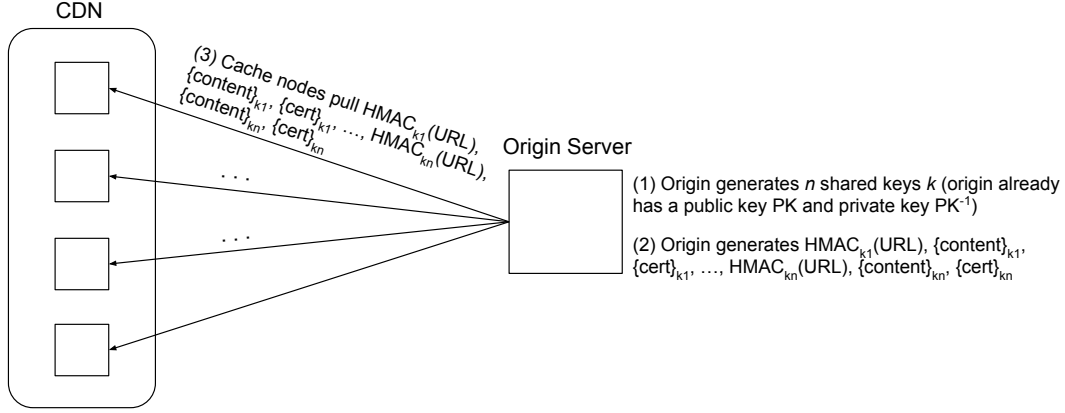 CDN
(3) Cache nodes pull HMAC_k1(URL),
{content}_k1, {cert}_k1, …, HMAC_kn(URL),
{content}_kn, {cert}_kn
. . .
. . .
Origin Server
(1) Origin generates n shared keys k (origin already
has a public key PK and private key PK^-1)
(2) Origin generates HMAC_k1(URL), {content}_k1,
{cert}_k1, …, HMAC_kn(URL), {content}_kn, {cert}_kn